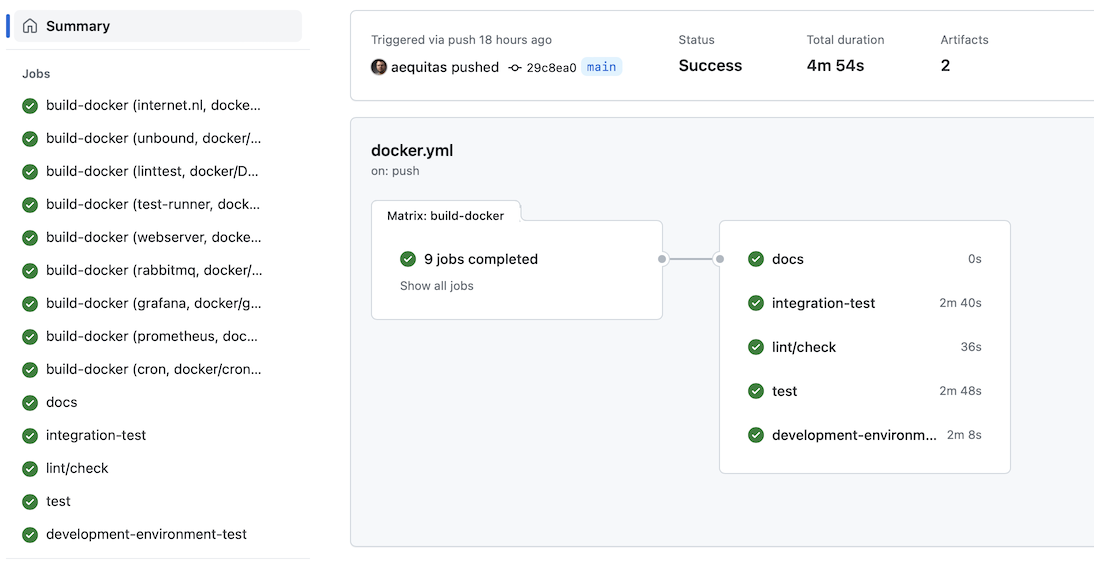 Summary
Jobs
build-docker (internet.nl, docke...
build-docker (unbound, docker/...
build-docker (linttest, docker/D...
build-docker (test-runner, dock...
build-docker (webserver, docke...
build-docker (rabbitmq, docker/...
build-docker (grafana, docker/g...
build-docker (prometheus, doc...
build-docker (cron, docker/cron...
docs
integration-test
lint/check
test
development-environment-test
Triggered via push 18 hours ago
aequitas pushed 29c8ea0 main
Status
Success
Total duration
4m 54s
Artifacts
2
docker.yml
on: push
Matrix: build-docker
9 jobs completed
Show all jobs
docs 0s
integration-test 2m 40s
lint/check 36s
test 2m 48s
development-environm... 2m 8s